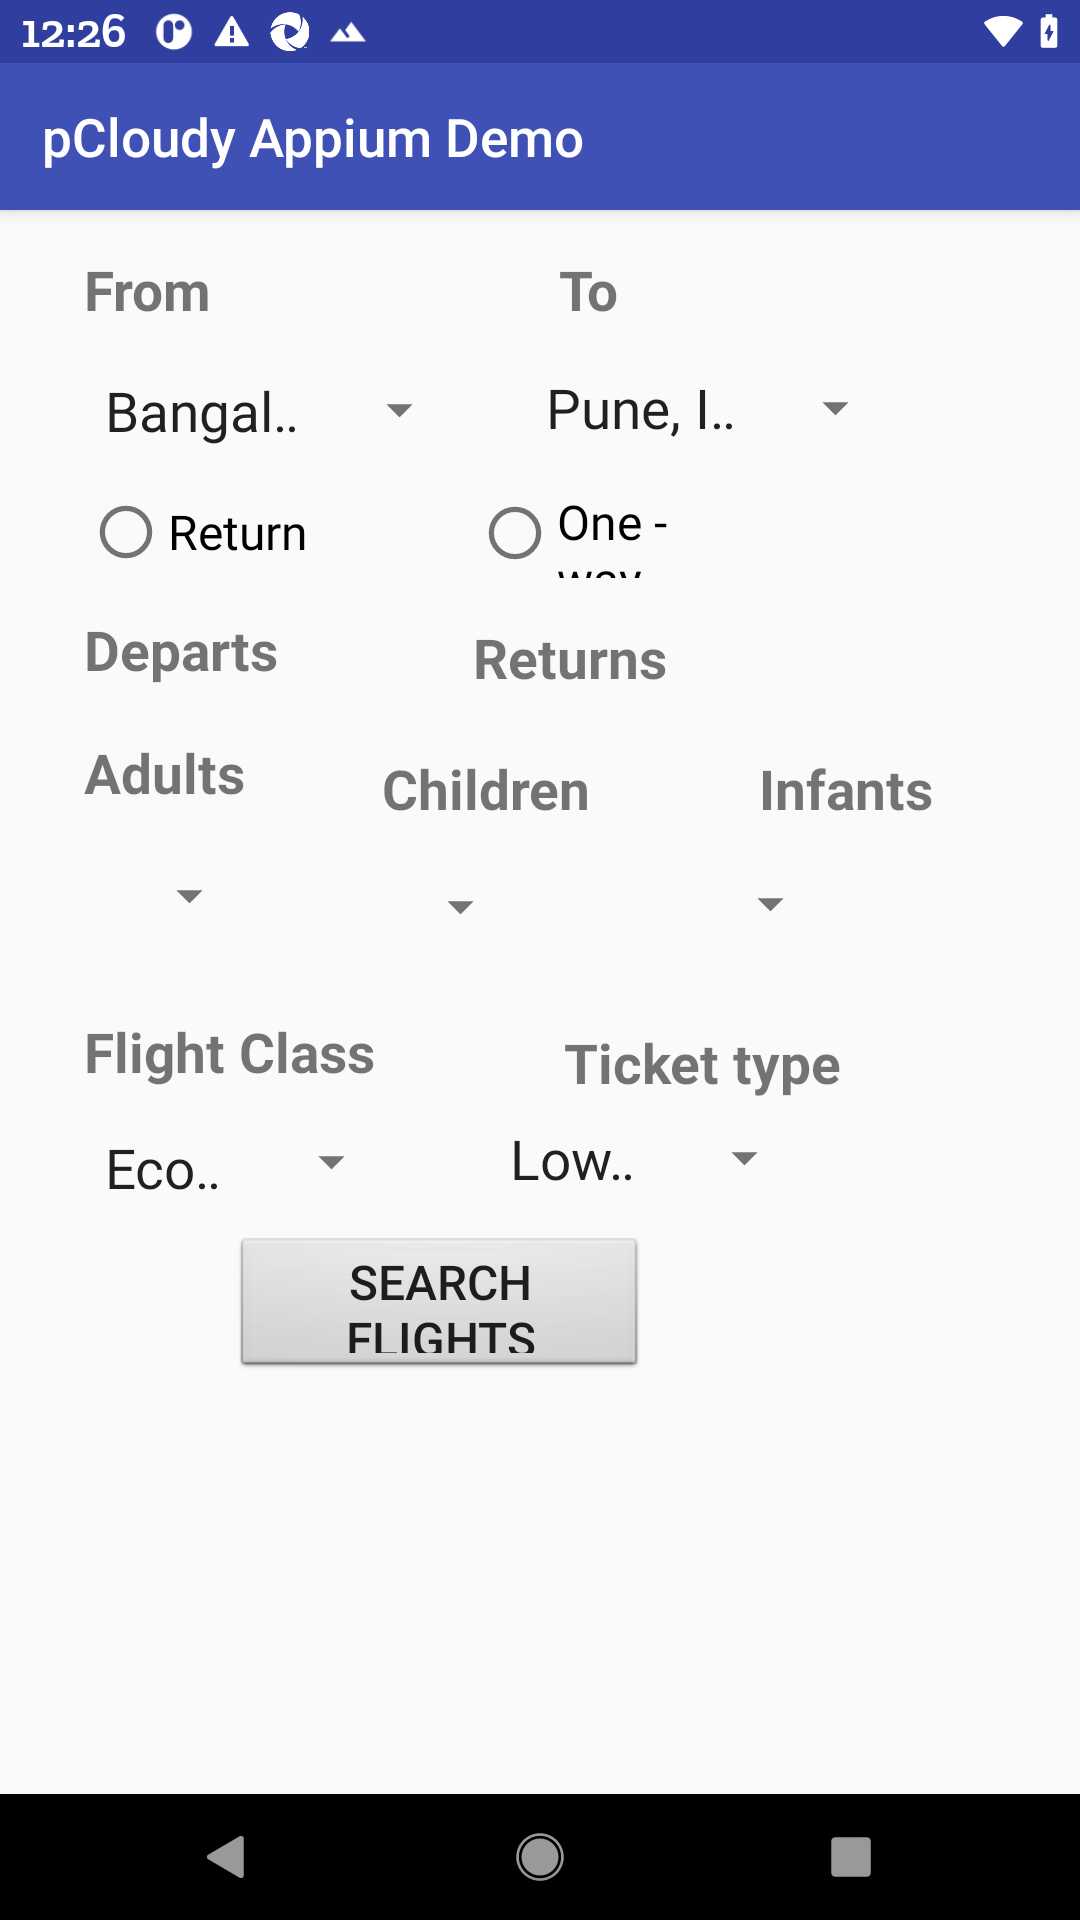 12:26
pCloudy Appium Demo
From To
Bangal.. Pune, I..
Return One -
way
Departs Returns
Adults Children Infants
Flight Class Ticket type
Eco.. Low..
SEARCH
FLIGHTS